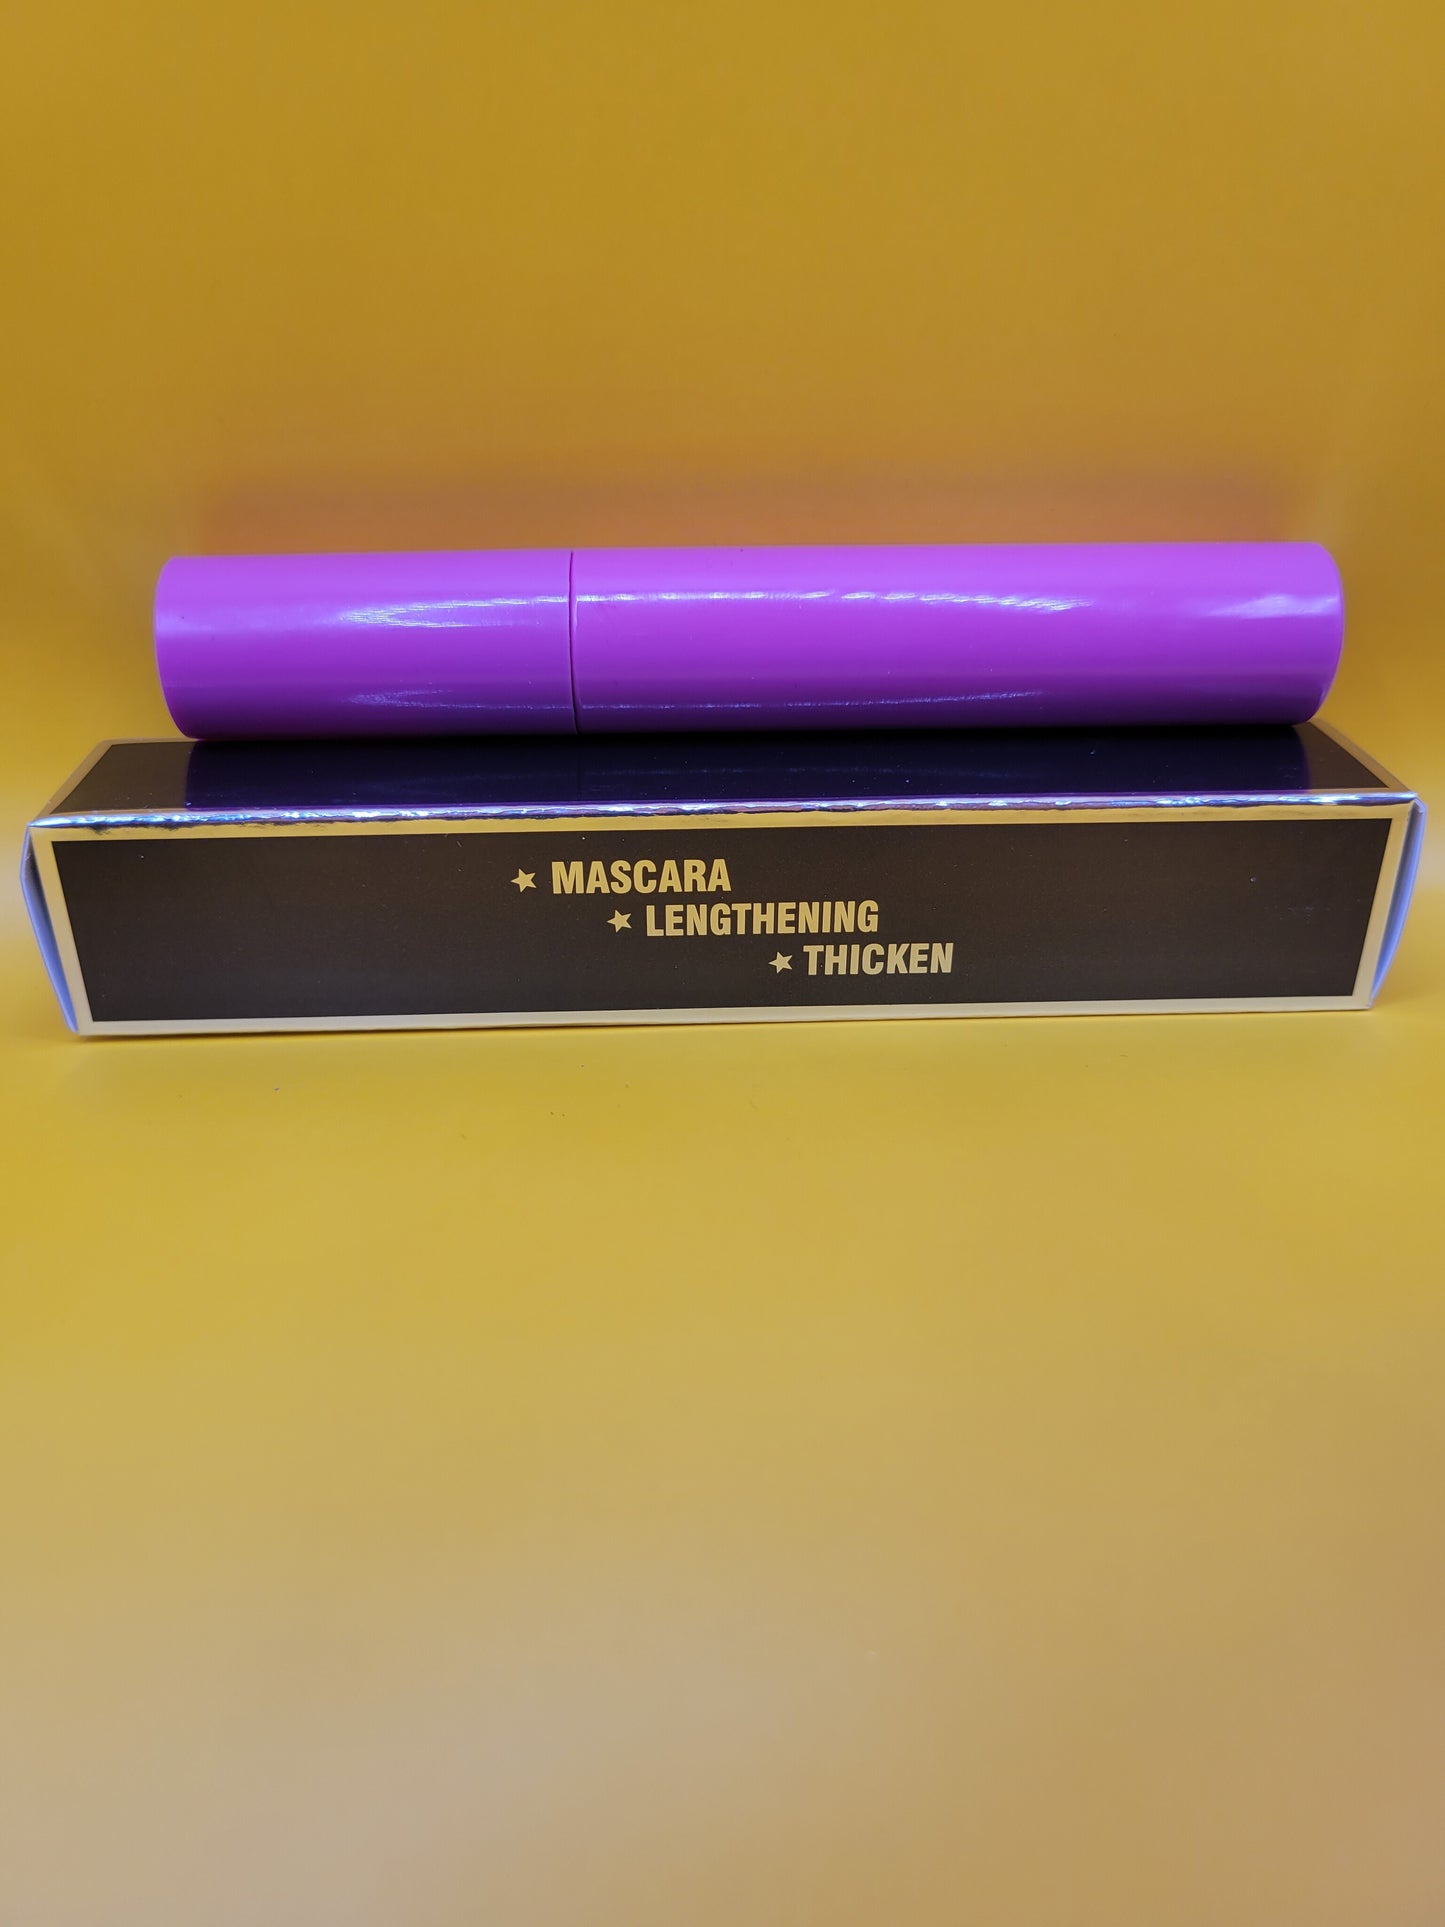 ★ MASCARA
★ LENGTHENING
★ THICKEN